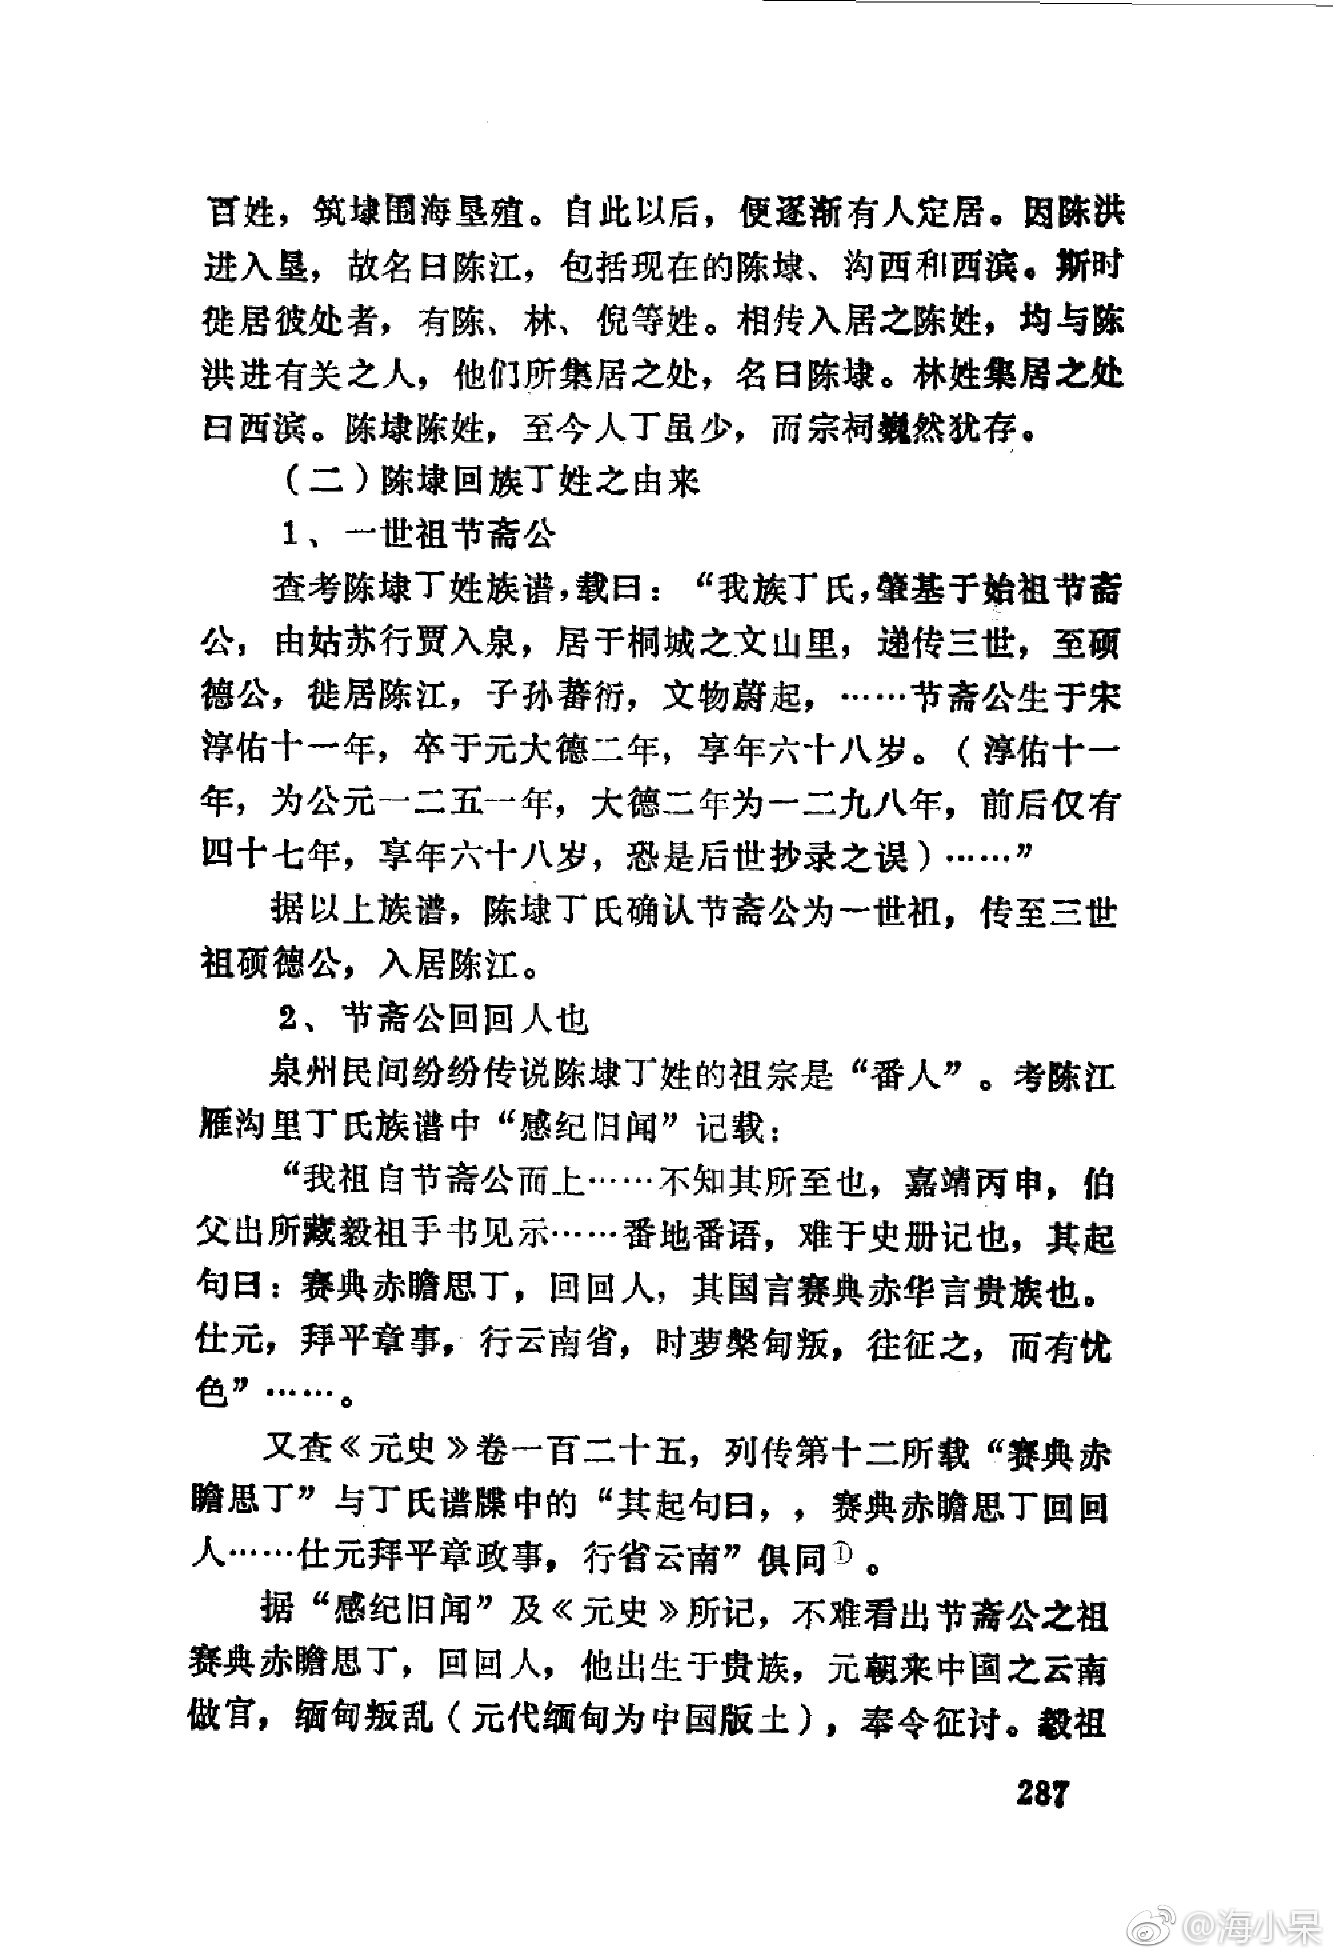 百姓，筑埭围海垦殖。自此以后，便逐渐有人定居。因陈洪
进入垦，故名日陈江，包括现在的陈埭、沟西和西滨。斯时
徙居彼处者，有陈、林、倪等姓。相传入居之陈姓，均与陈
洪进有关之人，他们所集居之处，名日陈埭。林姓集居之处
曰西滨。陈埭陈姓，至今人丁虽少，而宗祠巍然犹存。
（二）陈埭回族丁姓之由来
1、一世祖节斋公
查考陈埭丁姓族谱，载曰：“我族丁氏，肇基于始祖节斋
公，由姑苏行贾入泉，居于桐城之文山里，递传三世，至硕
德公，徙居陈江，子孙蕃衍，文物蔚起，……节斋公生于宋
淳佑十一年，卒于元大德二年，享年六十八岁。（淳佑十一
年，为公元一二五一年，大德二年为一二九八年，前后仅有
四十七年，享年六十八岁，恐是后世抄录之误）……”
据以上族谱，陈埭丁氏确认节斋公为一世祖，传至三世
祖硕德公，入居陈江。
2、节斋公回回人也
泉州民间纷纷传说陈埭丁姓的祖宗是“番人”。考陈江
雁沟里丁氏族谱中“感纪旧闻”记载：
“我祖自节斋公而上……不知其所至也，嘉靖丙申，伯
父出所藏毅祖手书见示……番地番语，难于史册记也，其起
句曰：赛典赤瞻思丁，回回人，其国言赛典赤华言贵族也。
仕元，拜平章事，行云南省，时萝槃甸叛，往征之，而有忧
色”……。
又查《元史》卷一百二十五，列传第十二所载“赛典赤
瞻思丁”与丁氏谱牒中的“其起句曰，，赛典赤瞻思丁回回
人……仕元拜平章政事，行省云南”俱同①。
据“感纪旧闻”及《元史》所记，不难看出节斋公之祖
赛典赤瞻思丁，回回人，他出生于贵族，元朝来中国之云南
做官，缅甸叛乱（元代缅甸为中国版土），奉令征讨。毅祖
287
@海小呆